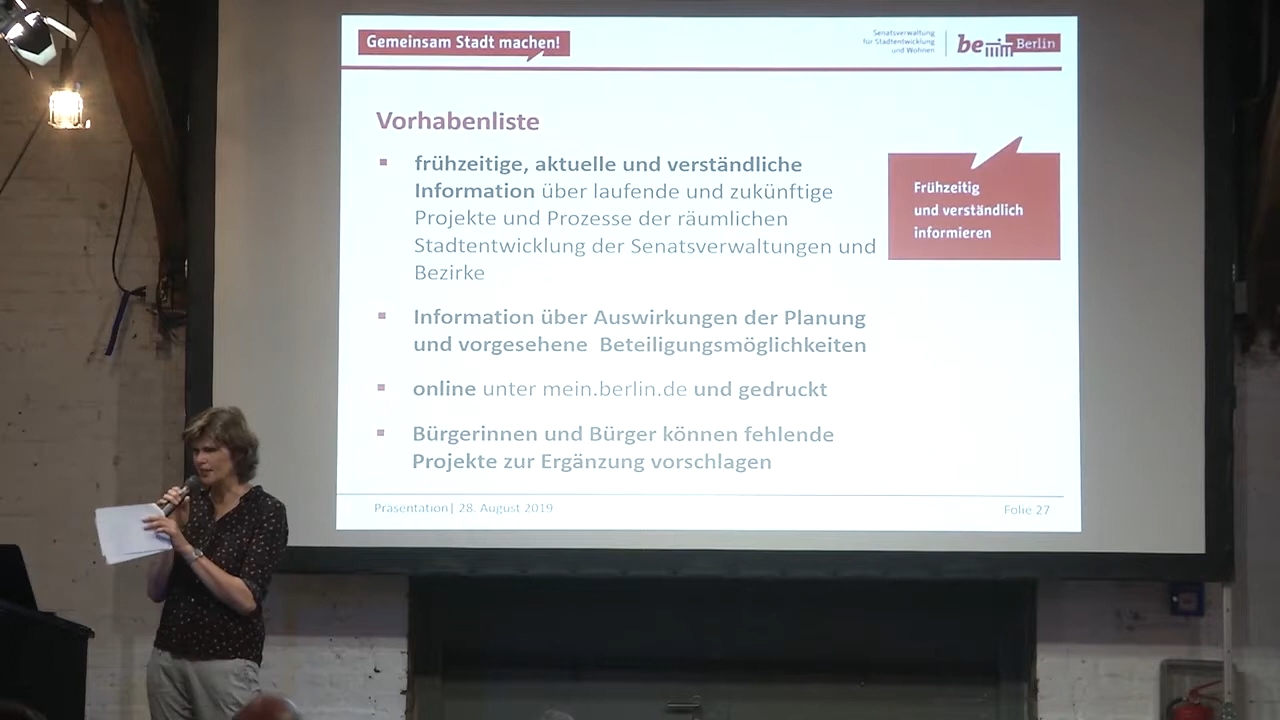 Gemeinsam Stadt machen!
Senatsverwaltung
für Stadtentwicklung
und Wohnen
be Berlin
Vorhabenliste
frühzeitige, aktuelle und verständliche
Information über laufende und zukünftige
Projekte und Prozesse der räumlichen
Stadtentwicklung der Senatsverwaltungen und
Bezirke
Frühzeitig
und verständlich
informieren
Information über Auswirkungen der Planung
und vorgesehene Beteiligungsmöglichkeiten
online unter mein.berlin.de und gedruckt
Bürgerinnen und Bürger können fehlende
Projekte zur Ergänzung vorschlagen
Präsentation| 28. August 2019
Folie 27